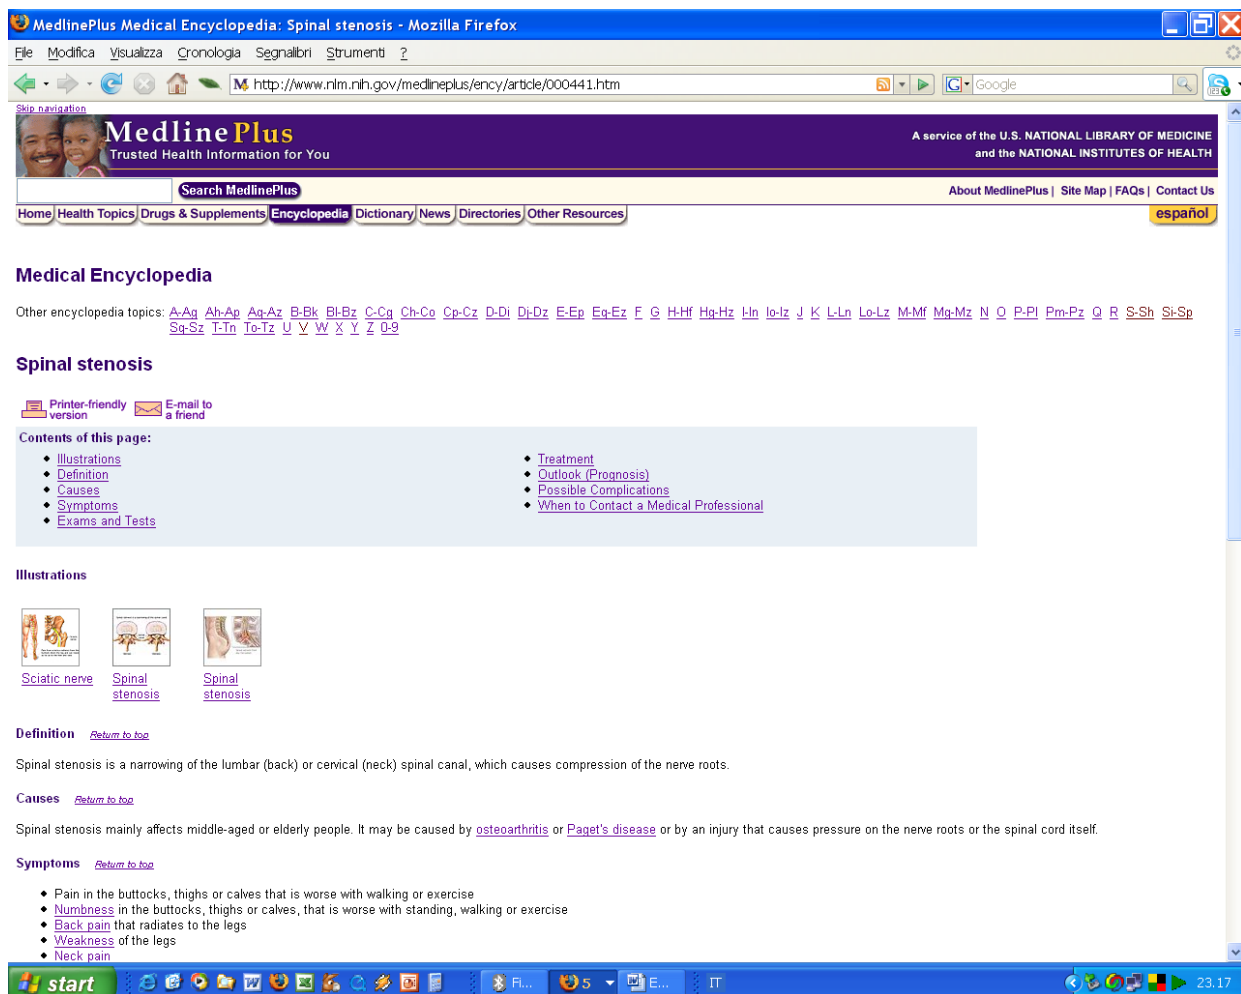 MedlinePlus Medical Encyclopedia: Spinal stenosis - Mozilla Firefox
File Modifica Visualizza Cronologia Segnalibri Strumenti ?
http://www.nlm.nih.gov/medlineplus/ency/article/000441.htm
Google
Skip navigation
Medline Plus
Trusted Health Information for You
A service of the U.S. NATIONAL LIBRARY OF MEDICINE
and the NATIONAL INSTITUTES OF HEALTH
Search MedlinePlus
About MedlinePlus | Site Map | FAQs | Contact Us
Home Health Topics Drugs & Supplements Encyclopedia Dictionary News Directories Other Resources
español
Medical Encyclopedia
Other encyclopedia topics: A-Ag Ah-Ap Aq-Az B-Bk Bl-Bz C-Cg Ch-Co Cp-Cz D-Di Dj-Dz E-Ep Eq-Ez F G H-Hf Hg-Hz I-In Io-Iz J K L-Ln Lo-Lz M-Mf Mg-Mz N O P-Pl Pm-Pz Q R S-Sh Si-Sp
Sq-Sz T-Tn To-Tz U V W X Y Z 0-9
Spinal stenosis
Printer-friendly version
E-mail to a friend
Contents of this page:
Illustrations
Definition
Causes
Symptoms
Exams and Tests
Treatment
Outlook (Prognosis)
Possible Complications
When to Contact a Medical Professional
Illustrations
Sciatic nerve
Spinal stenosis
Spinal stenosis
Definition Return to top
Spinal stenosis is a narrowing of the lumbar (back) or cervical (neck) spinal canal, which causes compression of the nerve roots.
Causes Return to top
Spinal stenosis mainly affects middle-aged or elderly people. It may be caused by osteoarthritis or Paget's disease or by an injury that causes pressure on the nerve roots or the spinal cord itself.
Symptoms Return to top
Pain in the buttocks, thighs or calves that is worse with walking or exercise
Numbness in the buttocks, thighs or calves, that is worse with standing, walking or exercise
Back pain that radiates to the legs
Weakness of the legs
Neck pain
start
Fi...
5
E...
IT
23.17